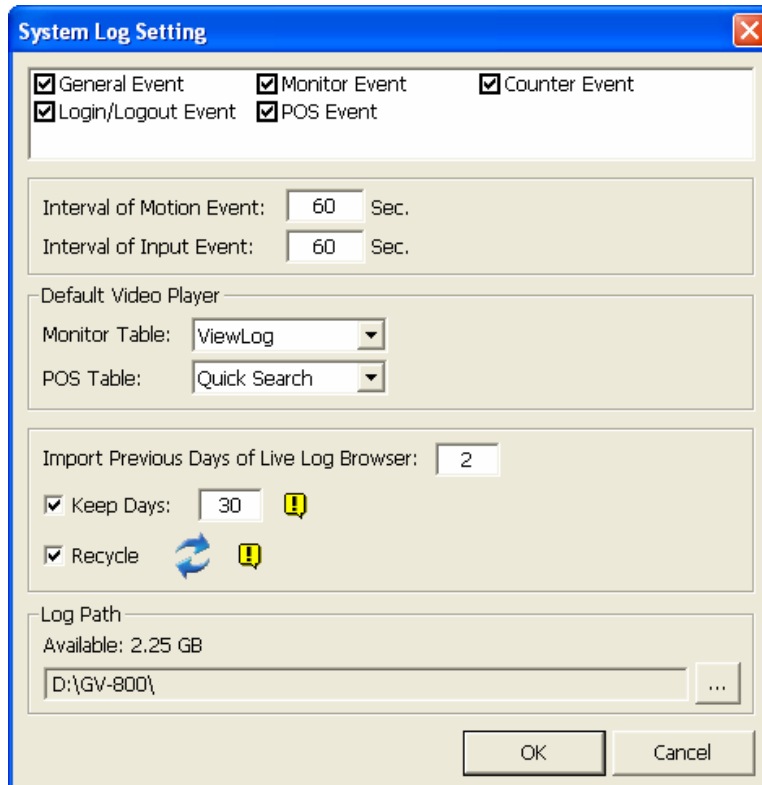 System Log Setting
General Event Monitor Event Counter Event
Login/Logout Event POS Event
Interval of Motion Event: 60 Sec.
Interval of Input Event: 60 Sec.
Default Video Player
Monitor Table: ViewLog
POS Table: Quick Search
Import Previous Days of Live Log Browser: 2
Keep Days: 30 !
Recycle !
Log Path
Available: 2.25 GB
D:\GV-800\ ...
OK Cancel